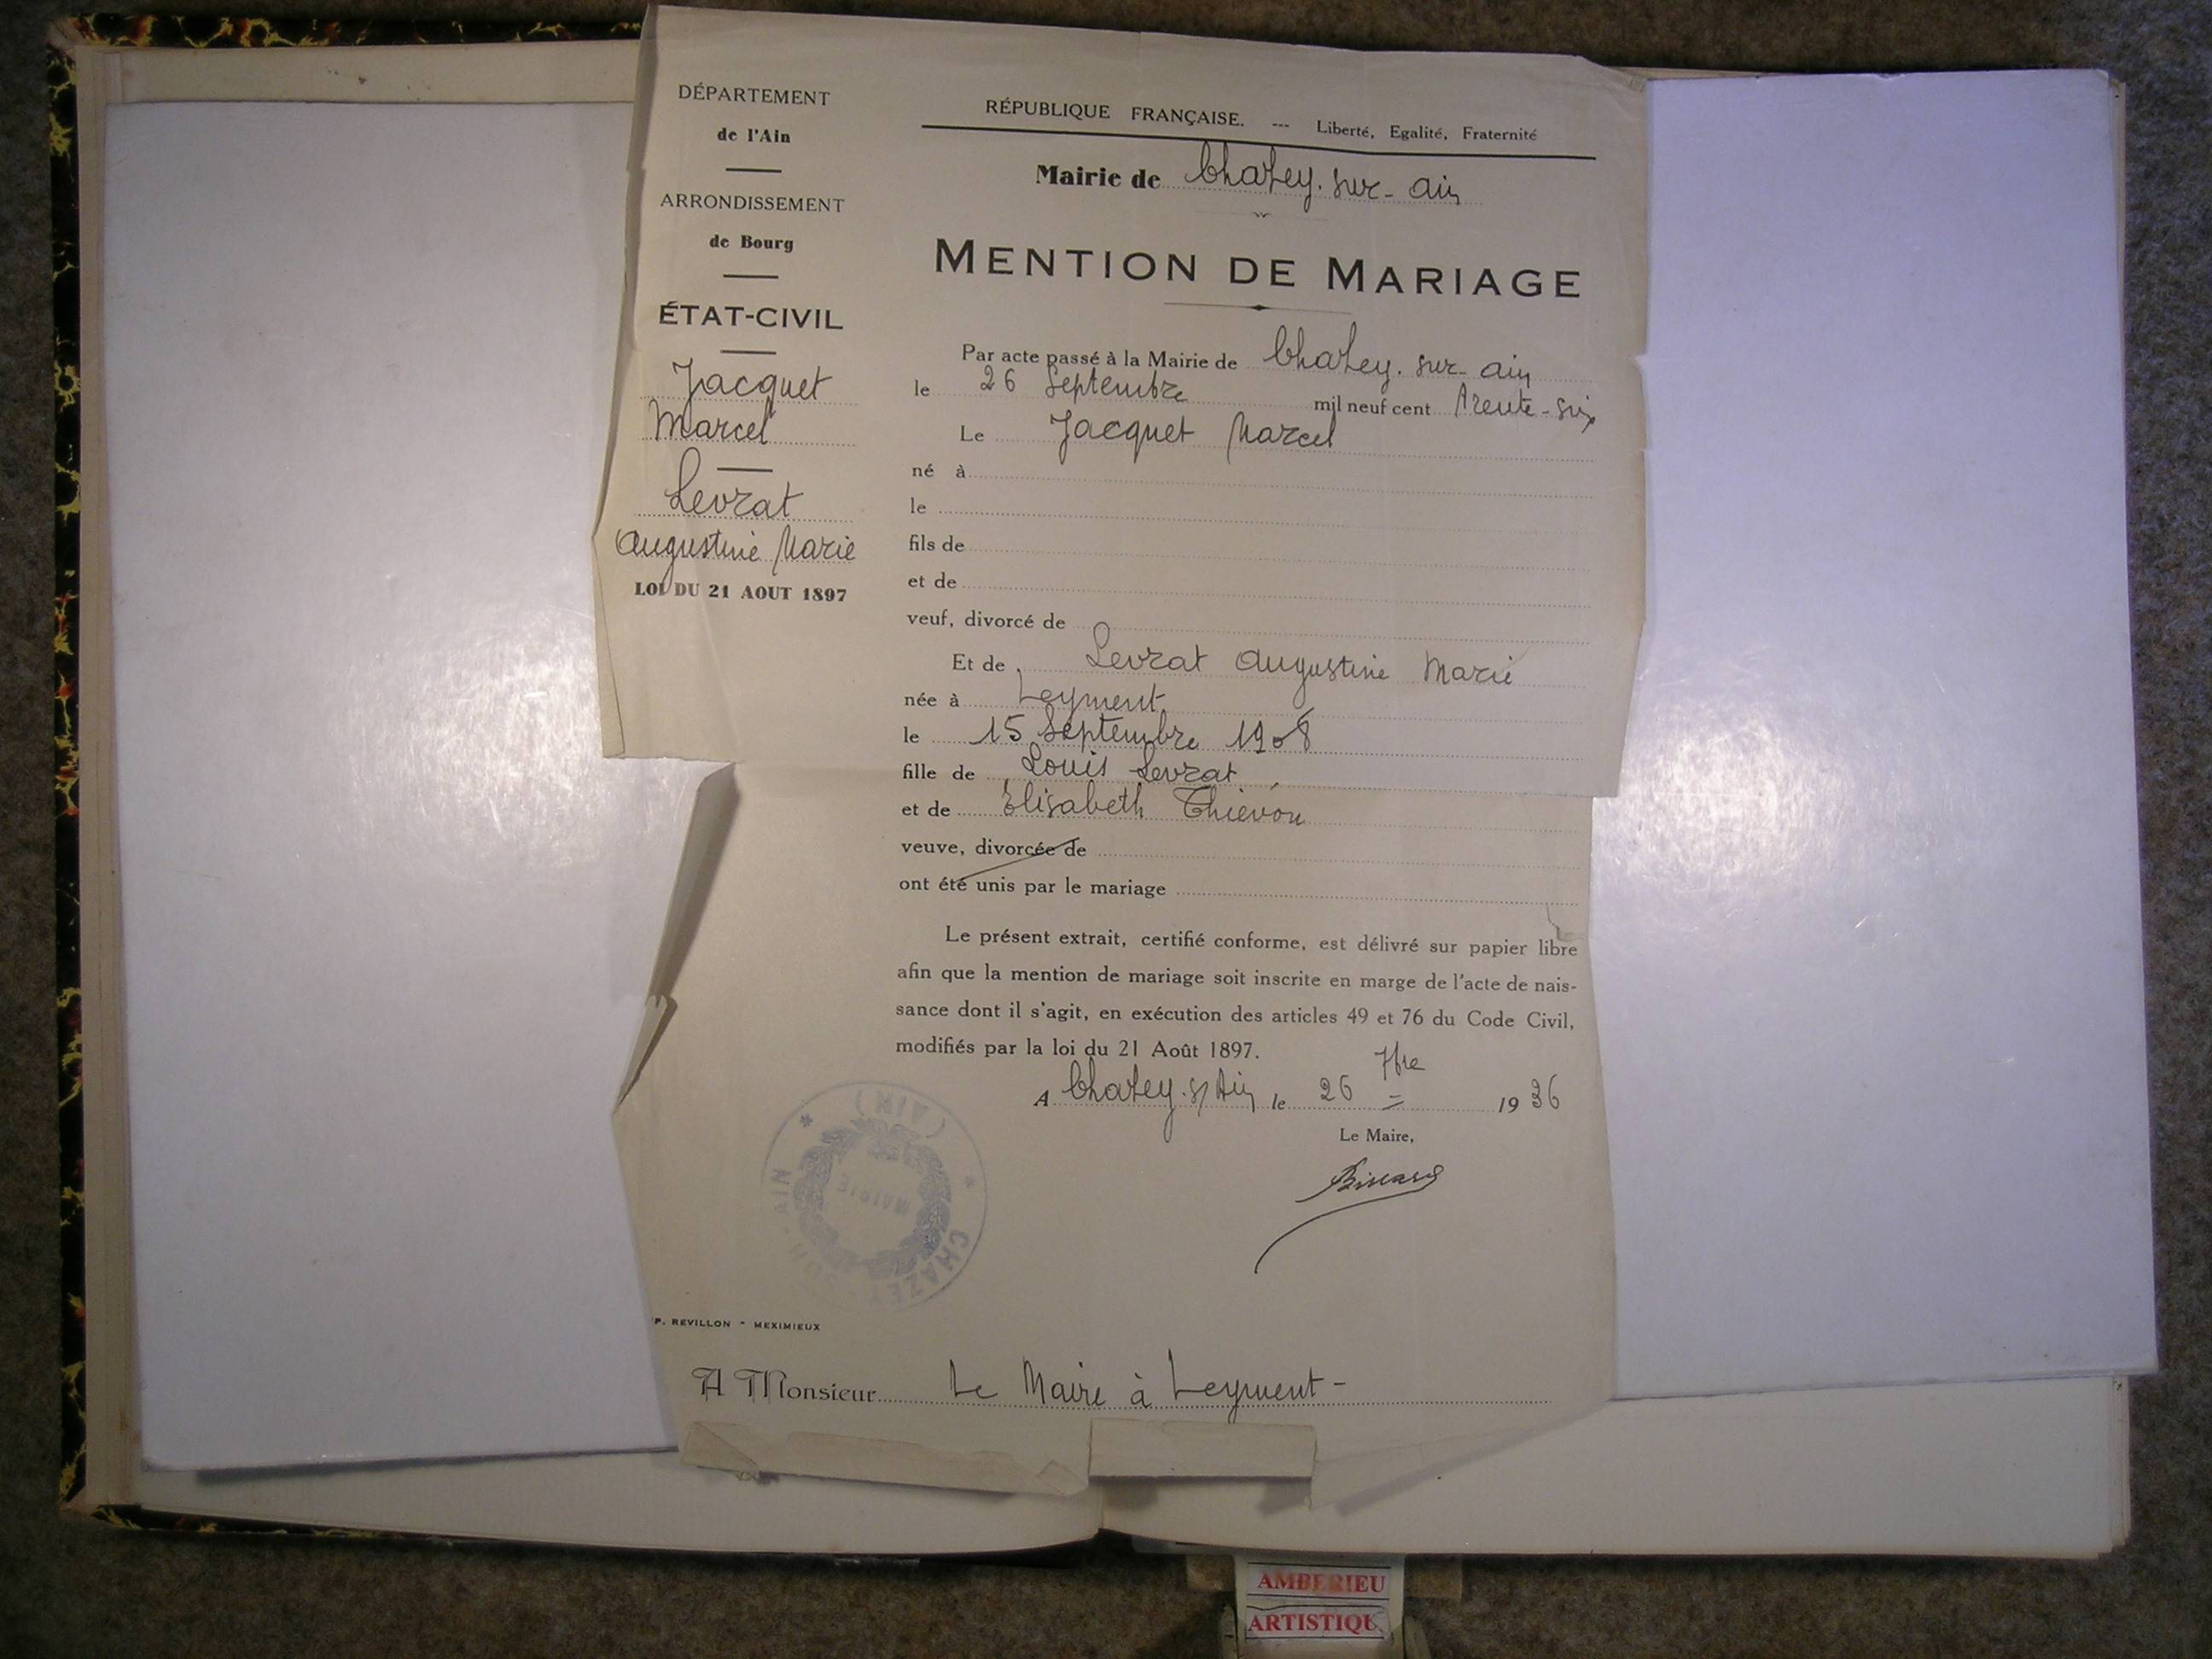 DÉPARTEMENT
de l'Ain
ARRONDISSEMENT
de Bourg
ÉTAT-CIVIL
Jacquet
Marcel
Levrat
Augustine Marie
LOI DU 21 AOUT 1897
RÉPUBLIQUE FRANÇAISE. --- Liberté, Egalité, Fraternité
Mairie de Chazey-sur-ain
MENTION DE MARIAGE
Par acte passé à la Mairie de Chazey-sur-ain
le 26 Septembre mil neuf cent trente-six
Le Jacquet Marcel
né à
le
fils de
et de
veuf, divorcé de
Et de Levrat Augustine Marie
née à Leyment
le 15 Septembre 1908
fille de Louis Levrat
et de Élisabeth Thiévon
veuve, divorcée de
ont été unis par le mariage
Le présent extrait, certifié conforme, est délivré sur papier libre
afin que la mention de mariage soit inscrite en marge de l'acte de nais-
sance dont il s'agit, en exécution des articles 49 et 76 du Code Civil,
modifiés par la loi du 21 Août 1897.
A Chazey-s/Ain le 26 7bre 1936
Le Maire,
MAIRIE
CHAZEY-SUR-AIN
* (AIN) *
P. REVILLON - MEXIMIEUX
A Monsieur Le Maire à Leyment-
AMBERIEU
ARTISTIQU